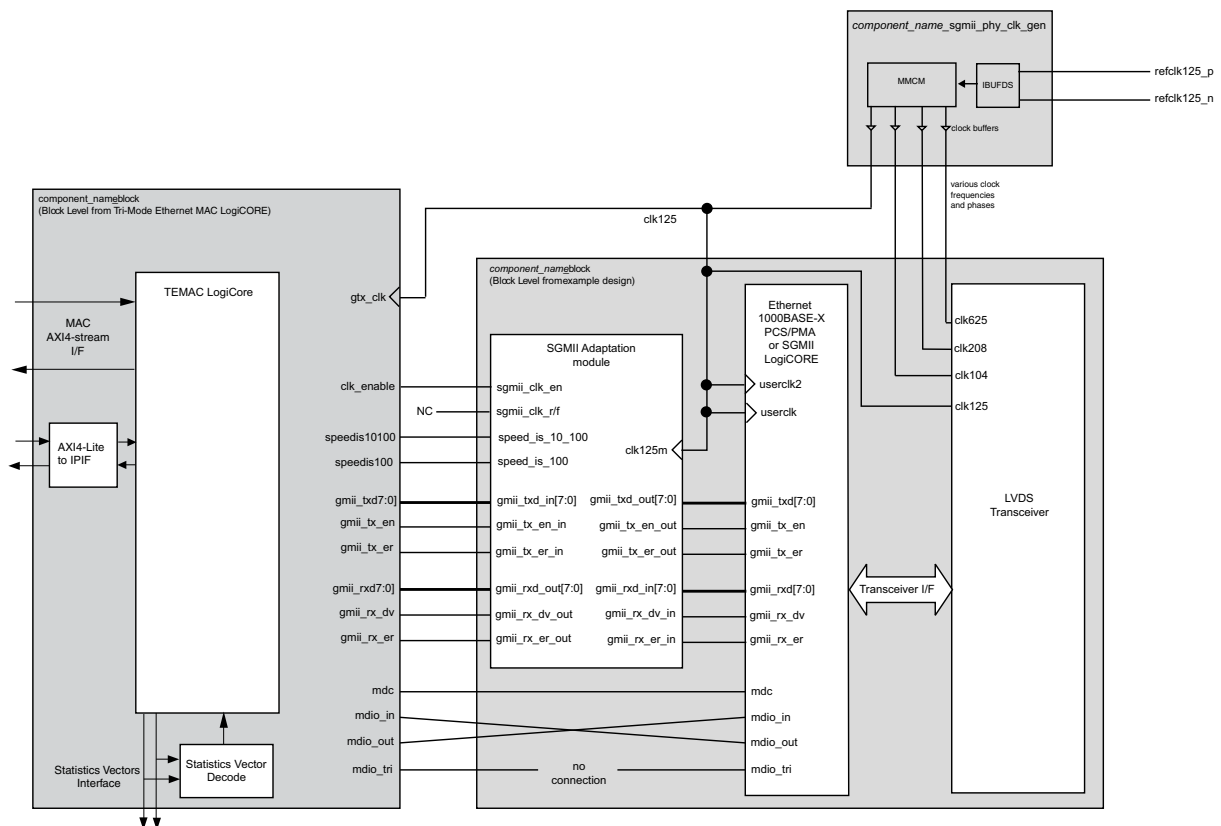 component_name_sgmii_phy_clk_gen
MMCM
IBUFDS
refclk125_p
refclk125_n
clock buffers
various clock
frequencies
and phases
component_nameblock
(Block Level from Tri-Mode Ethernet MAC LogiCORE)
clk125
TEMAC LogiCore
MAC
AXI4-stream
I/F
AXI4-Lite
to IPIF
Statistics Vectors
Interface
Statistics Vector
Decode
gtx_clk
clk_enable
NC
speedis10100
speedis100
gmii_txd7:0]
gmii_tx_en
gmii_tx_er
gmii_rxd7:0]
gmii_rx_dv
gmii_rx_er
mdc
mdio_in
mdio_out
mdio_tri
no
connection
component_nameblock
(Block Level fromexample design)
SGMII Adaptation
module
sgmii_clk_en
sgmii_clk_r/f
speed_is_10_100
speed_is_100
clk125m
gmii_txd_in[7:0]
gmii_tx_en_in
gmii_tx_er_in
gmii_rxd_out[7:0]
gmii_rx_dv_out
gmii_rx_er_out
gmii_txd_out[7:0]
gmii_tx_en_out
gmii_tx_er_out
gmii_rxd_in[7:0]
gmii_rx_dv_in
gmii_rx_er_in
Ethernet
1000BASE-X
PCS/PMA
or SGMII
LogiCORE
userclk2
userclk
gmii_txd[7:0]
gmii_tx_en
gmii_tx_er
gmii_rxd[7:0]
gmii_rx_dv
gmii_rx_er
mdc
mdio_in
mdio_out
mdio_tri
Transceiver I/F
clk625
clk208
clk104
clk125
LVDS
Transceiver